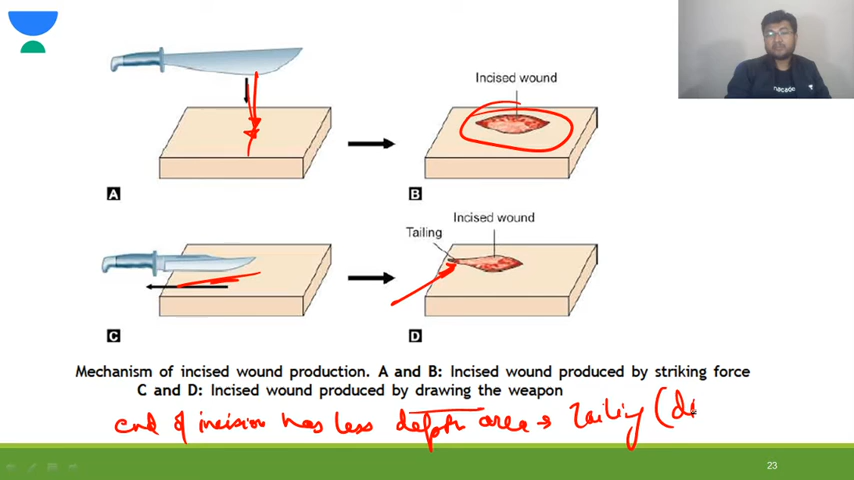 Incised wound
A
B
Incised wound
Tailing
C
D
Mechanism of incised wound production. A and B: Incised wound produced by striking force
C and D: Incised wound produced by drawing the weapon
end of incision has less depth area → Tailing (di
23